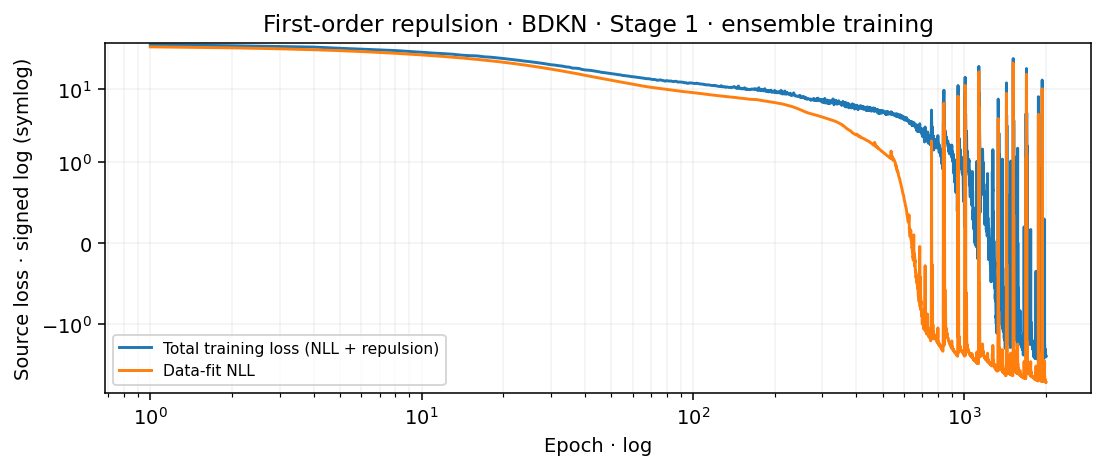 First-order repulsion · BDKN · Stage 1 · ensemble training
Source loss · signed log (symlog)
10¹
10⁰
0
−10⁰
Total training loss (NLL + repulsion)
Data-fit NLL
10⁰ 10¹ 10² 10³
Epoch · log